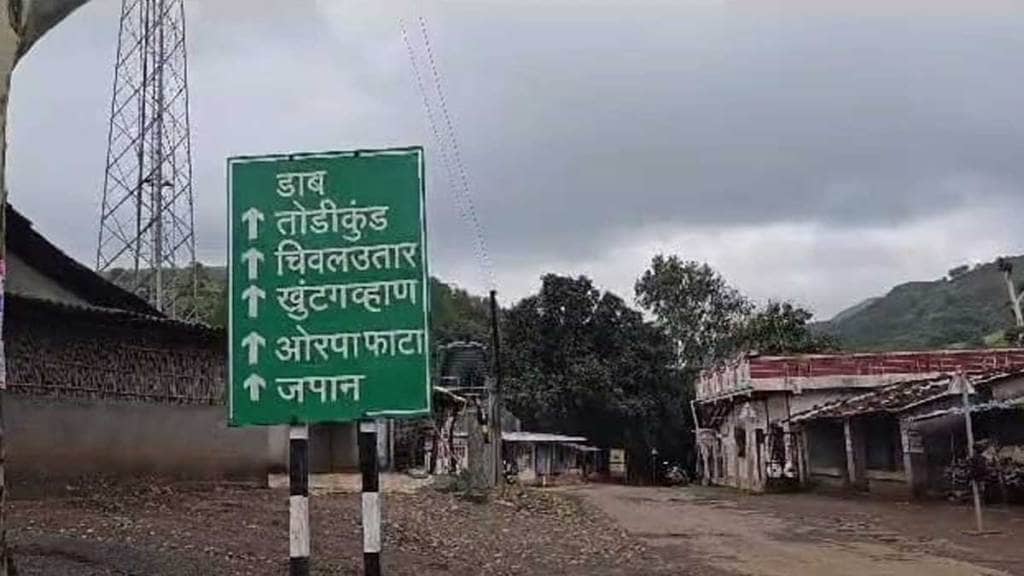 डाब
↑ तोडीकुंड
↑ चिवलउतार
↑ खुंटगव्हाण
↑ ओरपा फाटा
↑ जपान